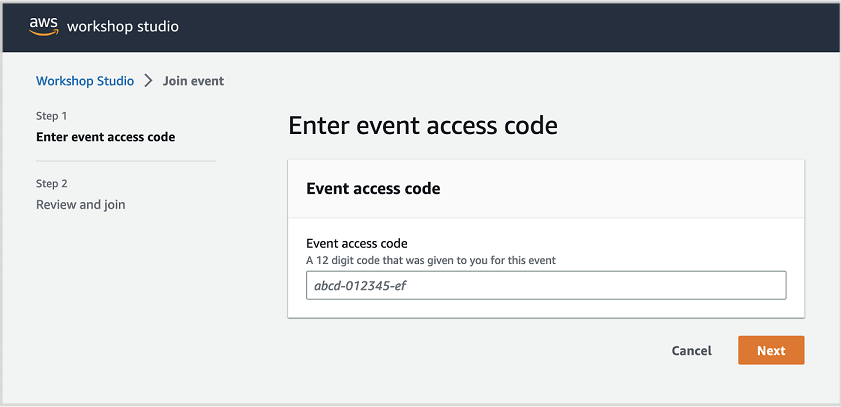 aws workshop studio
Workshop Studio > Join event
Step 1
Enter event access code
Step 2
Review and join
Enter event access code
Event access code
Event access code
A 12 digit code that was given to you for this event
abcd-012345-ef
Cancel
Next